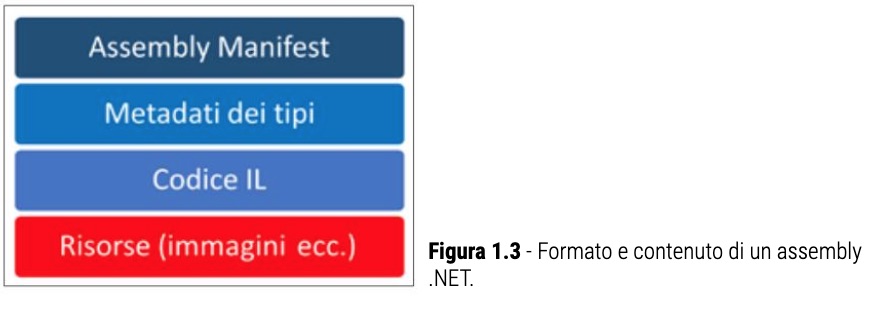 Assembly Manifest
Metadati dei tipi
Codice IL
Risorse (immagini ecc.)
Figura 1.3 - Formato e contenuto di un assembly
.NET.